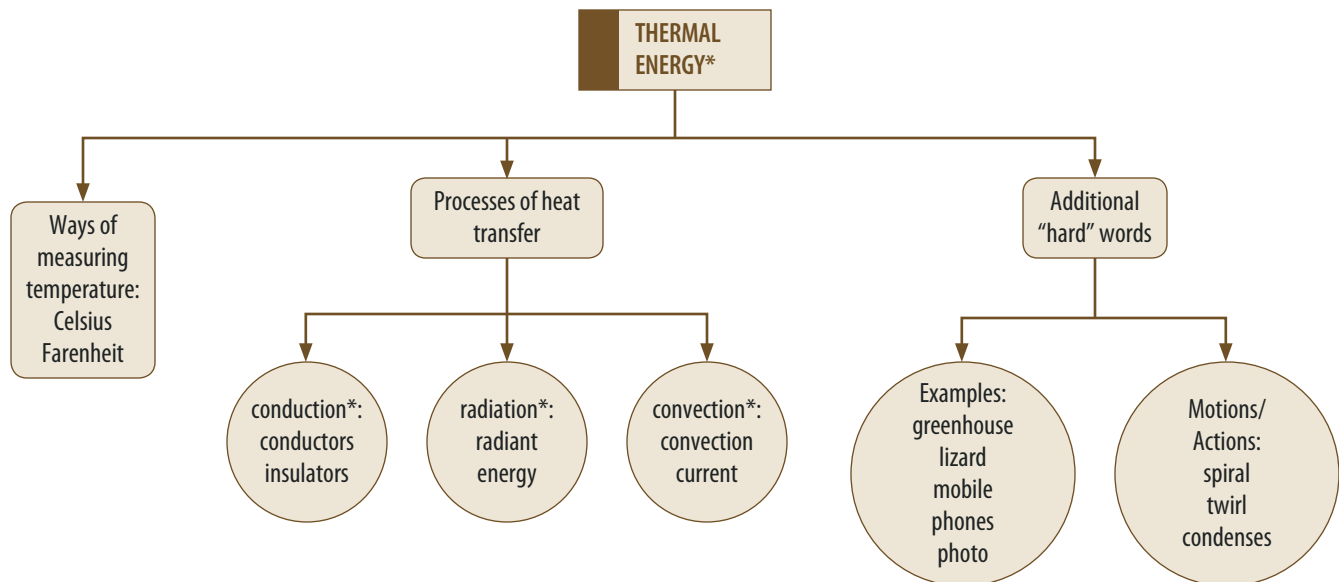 THERMAL
ENERGY*
Ways of
measuring
temperature:
Celsius
Farenheit
Processes of heat
transfer
Additional
“hard” words
conduction*:
conductors
insulators
radiation*:
radiant
energy
convection*:
convection
current
Examples:
greenhouse
lizard
mobile
phones
photo
Motions/
Actions:
spiral
twirl
condenses